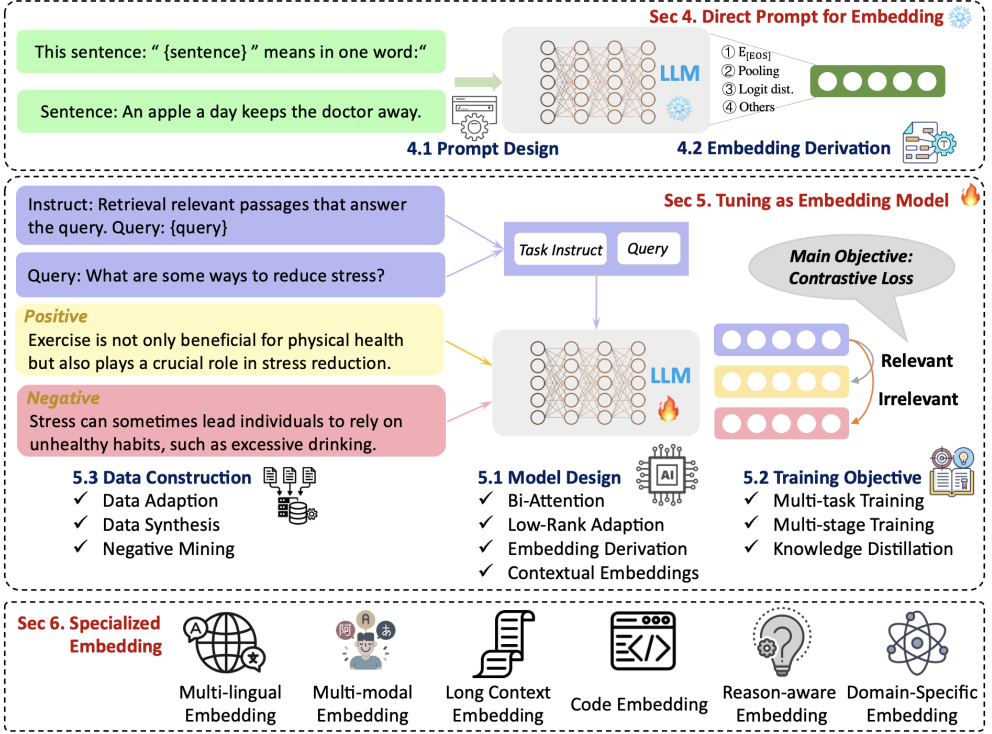 Sec 4. Direct Prompt for Embedding
This sentence: “ {sentence} ” means in one word:“
Sentence: An apple a day keeps the doctor away.
LLM
① E[EOS]
② Pooling
③ Logit dist.
④ Others
4.1 Prompt Design
4.2 Embedding Derivation
T
Sec 5. Tuning as Embedding Model
Instruct: Retrieval relevant passages that answer
the query. Query: {query}
Query: What are some ways to reduce stress?
Task Instruct
Query
Main Objective:
Contrastive Loss
Positive
Exercise is not only beneficial for physical health
but also plays a crucial role in stress reduction.
Negative
Stress can sometimes lead individuals to rely on
unhealthy habits, such as excessive drinking.
LLM
Relevant
Irrelevant
5.3 Data Construction
✓ Data Adaption
✓ Data Synthesis
✓ Negative Mining
5.1 Model Design
AI
✓ Bi-Attention
✓ Low-Rank Adaption
✓ Embedding Derivation
✓ Contextual Embeddings
5.2 Training Objective
✓ Multi-task Training
✓ Multi-stage Training
✓ Knowledge Distillation
Sec 6. Specialized
Embedding
A
Multi-lingual
Embedding
阿
A
あ
Multi-modal
Embedding
Long Context
Embedding
</>
Code Embedding
?
Reason-aware
Embedding
Domain-Specific
Embedding